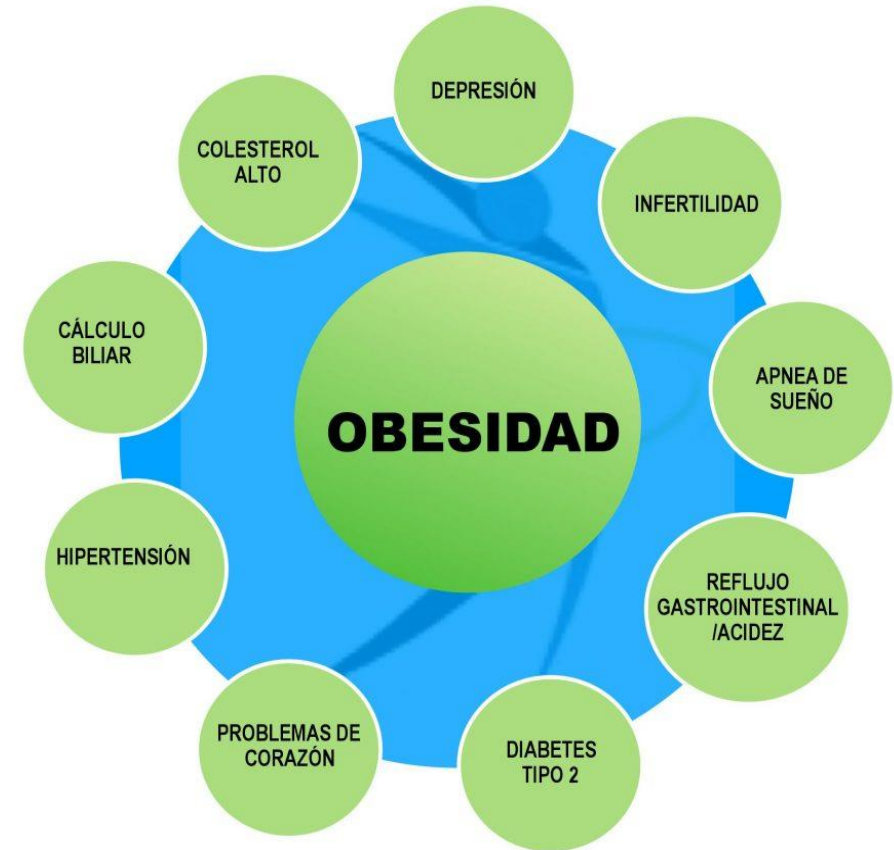 DEPRESIÓN
INFERTILIDAD
APNEA DE
SUEÑO
REFLUJO
GASTROINTESTINAL
/ACIDEZ
DIABETES
TIPO 2
PROBLEMAS DE
CORAZÓN
HIPERTENSIÓN
CÁLCULO
BILIAR
COLESTEROL
ALTO
OBESIDAD